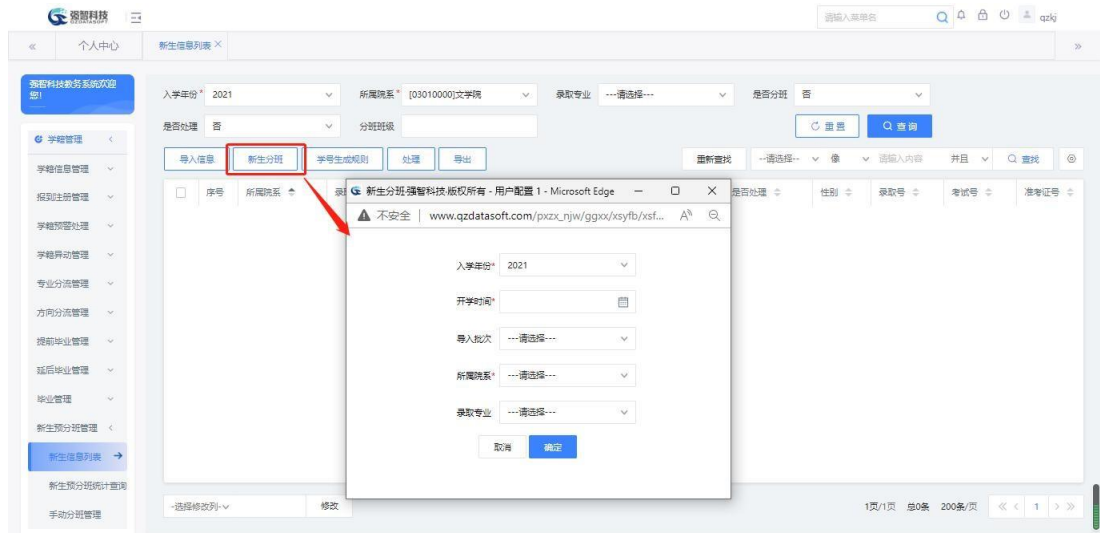 强智科技
QZDATASOFT
请输入菜单名
qzkj
个人中心
新生信息列表
强智科技教务系统欢迎
您!
学籍管理
学籍信息管理
报到注册管理
学籍预警处理
学籍异动管理
专业分流管理
方向分流管理
提前毕业管理
延后毕业管理
毕业管理
新生预分班管理
新生信息列表
新生预分班统计查询
手动分班管理
入学年份* 2021 所属院系* [03010000]文学院 录取专业 ---请选择--- 是否分班 否
是否处理 否 分班班级 重置 查询
导入信息 新生分班 学号生成规则 处理 导出 重新查找 --请选择-- 像 请输入内容 并且 查找
序号 所属院系 是否处理 性别 录取号 考试号 准考证号
新生分班-强智科技-版权所有 - 用户配置 1 - Microsoft Edge
不安全 | www.qzdatasoft.com/pxzx_njw/ggxx/xsyfb/xsf...
入学年份* 2021
开学时间*
导入批次 ---请选择---
所属院系* ---请选择---
录取专业 ---请选择---
取消 确定
-选择修改列- 修改 1页/1页 总0条 200条/页 1